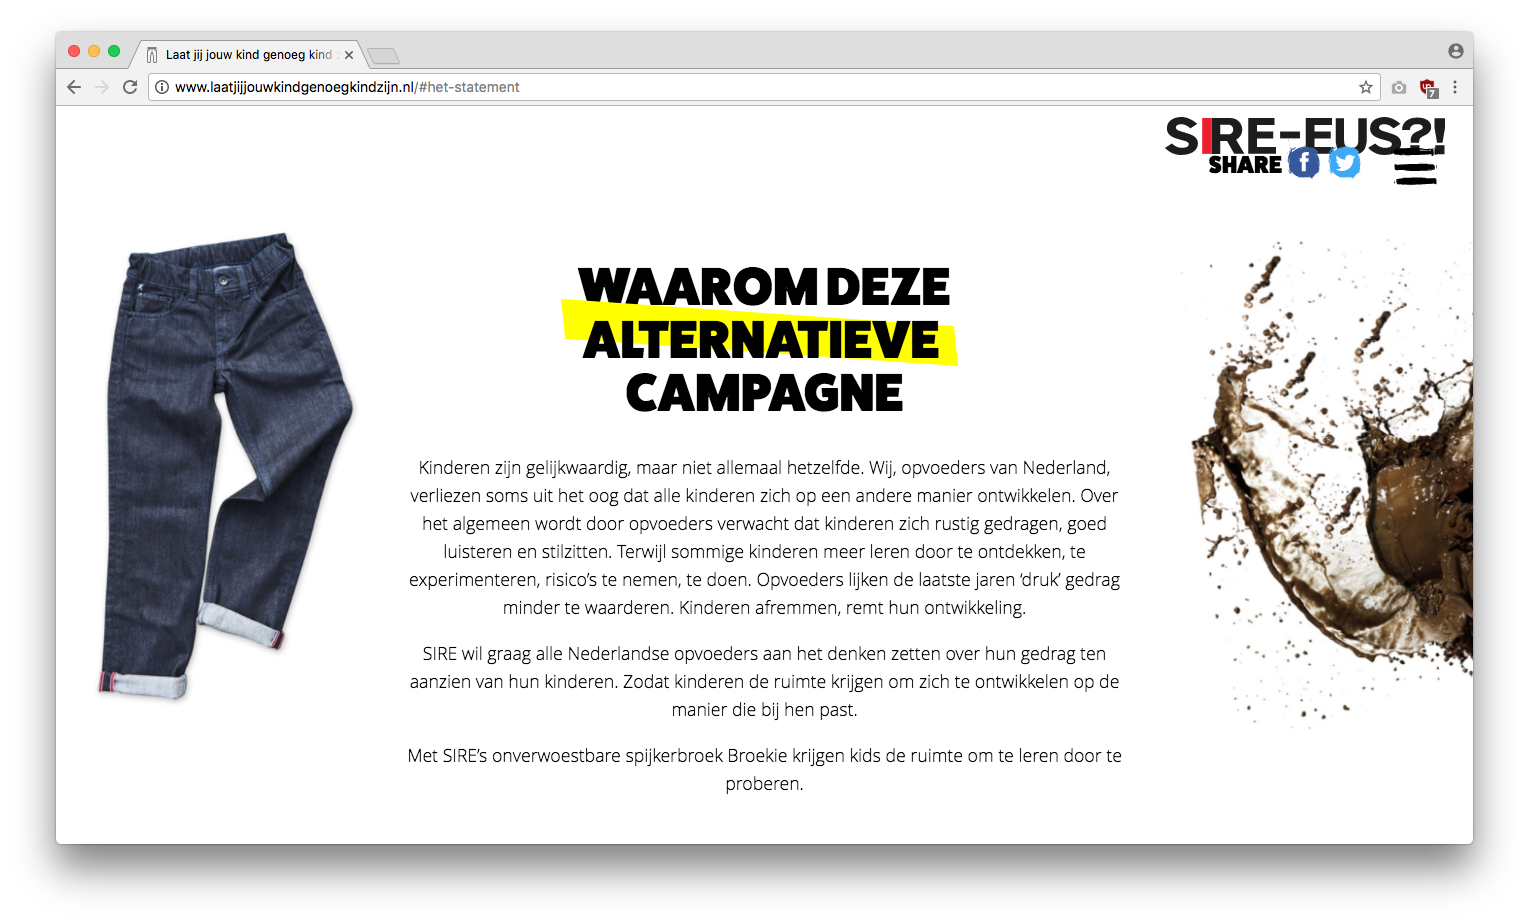 Laat jij jouw kind genoeg kind z
www.laatjijjouwkindgenoegkindzijn.nl/#het-statement
7
SIRE-EUS?!
SHARE
WAAROM DEZE
ALTERNATIEVE
CAMPAGNE
Kinderen zijn gelijkwaardig, maar niet allemaal hetzelfde. Wij, opvoeders van Nederland,
verliezen soms uit het oog dat alle kinderen zich op een andere manier ontwikkelen. Over
het algemeen wordt door opvoeders verwacht dat kinderen zich rustig gedragen, goed
luisteren en stilzitten. Terwijl sommige kinderen meer leren door te ontdekken, te
experimenteren, risico’s te nemen, te doen. Opvoeders lijken de laatste jaren ‘druk’ gedrag
minder te waarderen. Kinderen afremmen, remt hun ontwikkeling.
SIRE wil graag alle Nederlandse opvoeders aan het denken zetten over hun gedrag ten
aanzien van hun kinderen. Zodat kinderen de ruimte krijgen om zich te ontwikkelen op de
manier die bij hen past.
Met SIRE’s onverwoestbare spijkerbroek Broekie krijgen kids de ruimte om te leren door te
proberen.